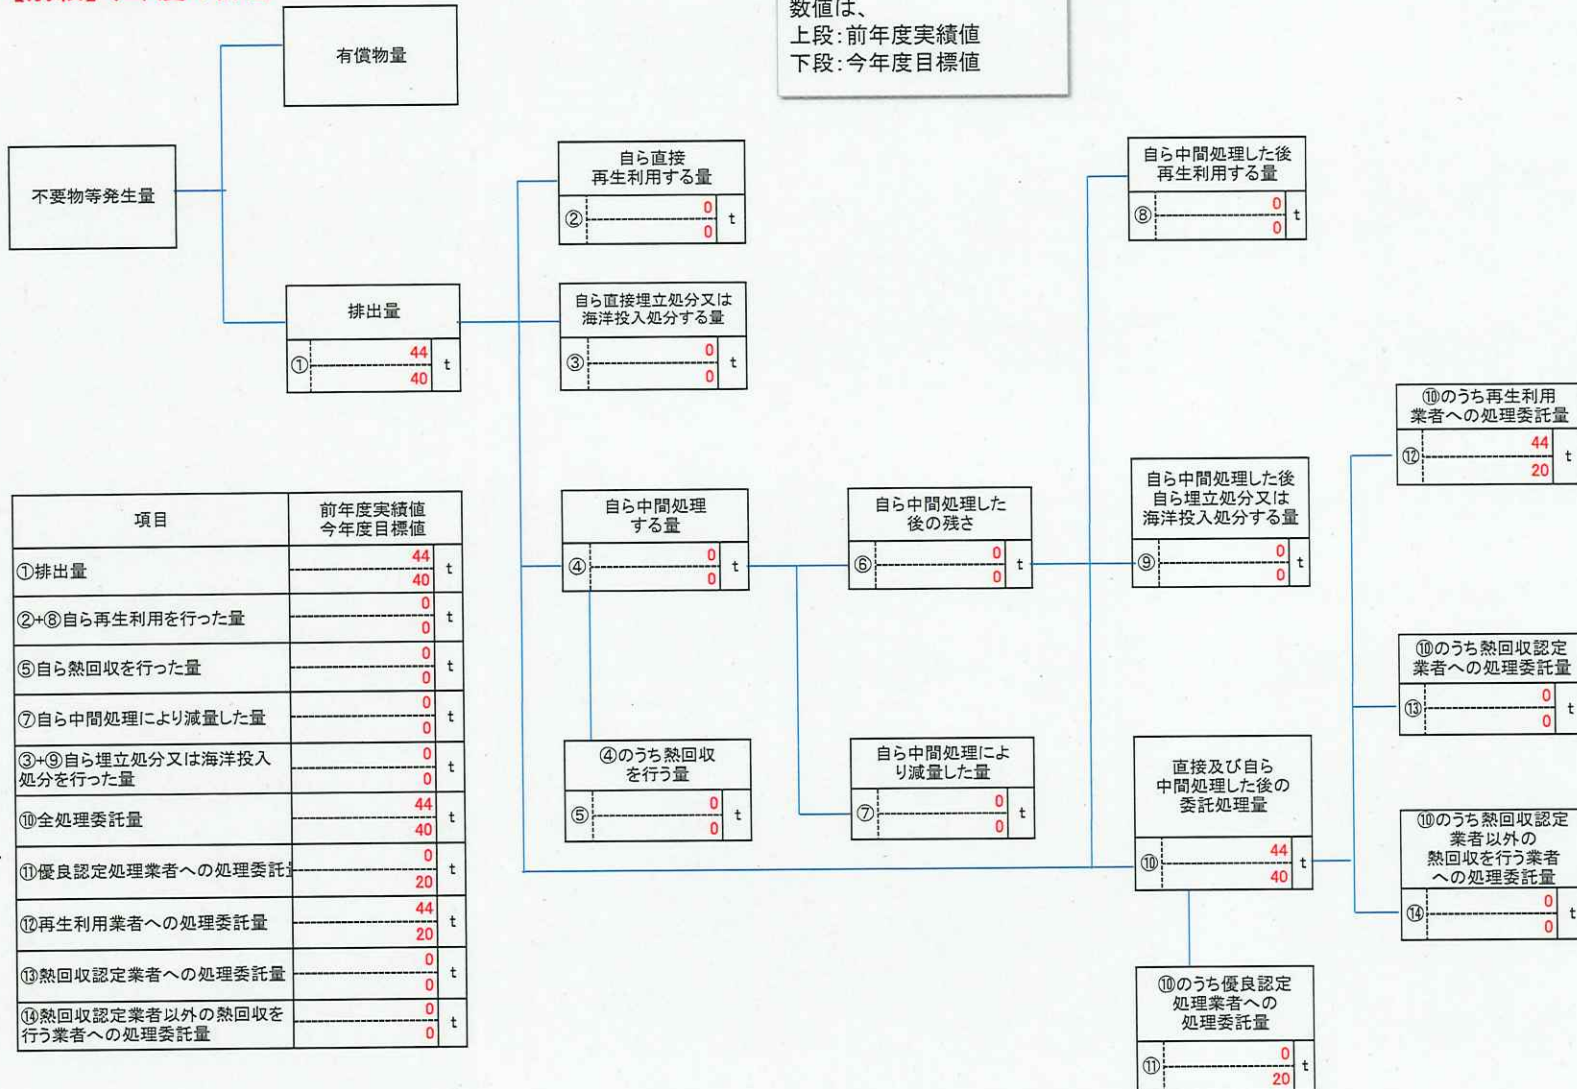 数値は、
上段:前年度実績値
下段:今年度目標値
有償物量
不要物等発生量
排出量
①
44
40
t
自ら直接
再生利用する量
②
0
0
t
自ら直接埋立処分又は
海洋投入処分する量
③
0
0
t
自ら中間処理
する量
④
0
0
t
④のうち熱回収
を行う量
⑤
0
0
t
自ら中間処理した
後の残さ
⑥
0
0
t
自ら中間処理によ
り減量した量
⑦
0
0
t
自ら中間処理した後
再生利用する量
⑧
0
0
t
自ら中間処理した後
自ら埋立処分又は
海洋投入処分する量
⑨
0
0
t
直接及び自ら
中間処理した後の
委託処理量
⑩
44
40
t
⑩のうち優良認定
処理業者への
処理委託量
⑪
0
20
t
⑩のうち再生利用
業者への処理委託量
⑫
44
20
t
⑩のうち熱回収認定
業者への処理委託量
⑬
0
0
t
⑩のうち熱回収認定
業者以外の
熱回収を行う業者
への処理委託量
⑭
0
0
t
項目
前年度実績値
今年度目標値
①排出量
44
40
t
②+⑧自ら再生利用を行った量
0
0
t
⑤自ら熱回収を行った量
0
0
t
⑦自ら中間処理により減量した量
0
0
t
③+⑨自ら埋立処分又は海洋投入
処分を行った量
0
0
t
⑩全処理委託量
44
40
t
⑪優良認定処理業者への処理委託
0
20
t
⑫再生利用業者への処理委託量
44
20
t
⑬熱回収認定業者への処理委託量
0
0
t
⑭熱回収認定業者以外の熱回収を
行う業者への処理委託量
0
0
t